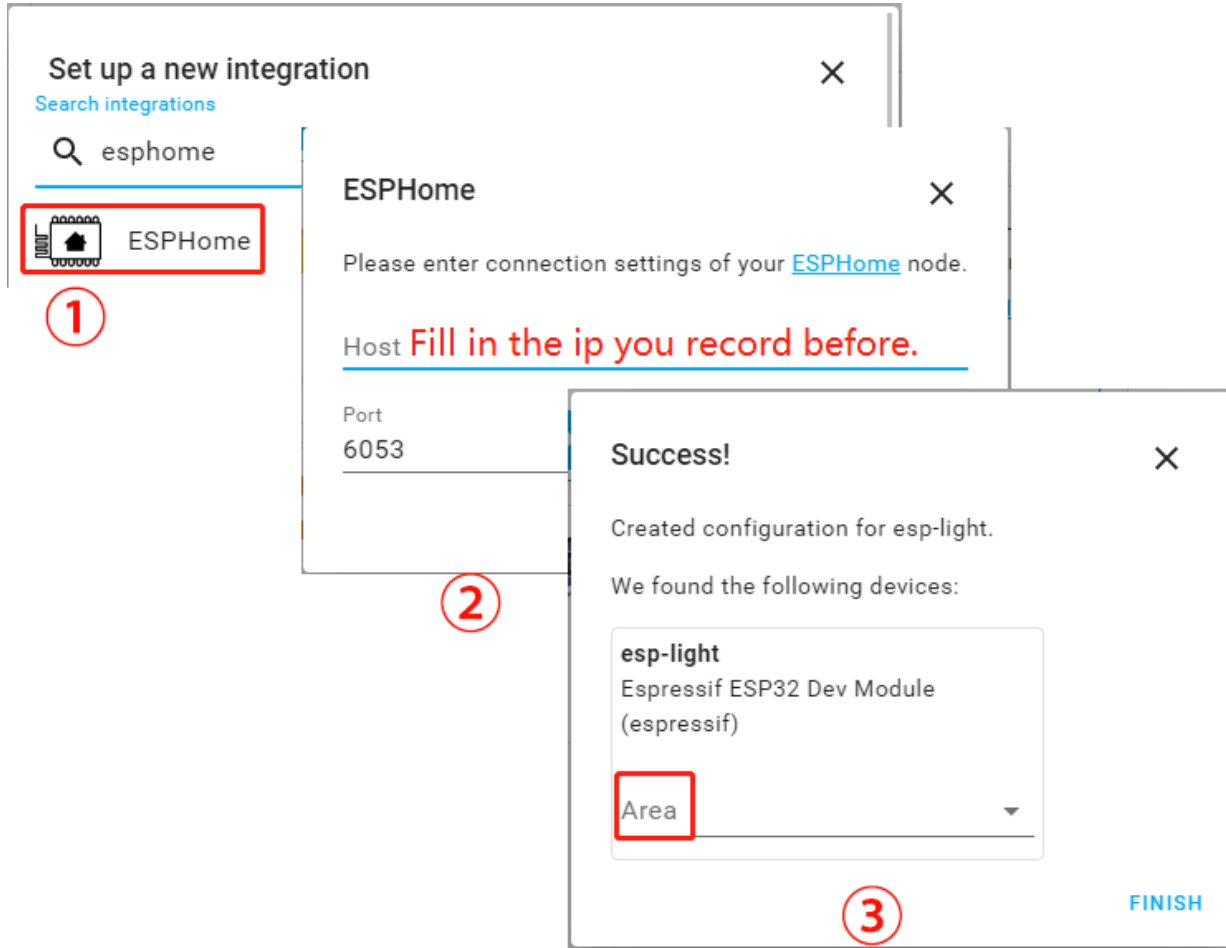 Set up a new integration
Search integrations
esphome
ESPHome
①
ESPHome
Please enter connection settings of your ESPHome node.
Host Fill in the ip you record before.
Port
6053
②
Success!
Created configuration for esp-light.
We found the following devices:
esp-light
Espressif ESP32 Dev Module
(espressif)
Area
FINISH
③